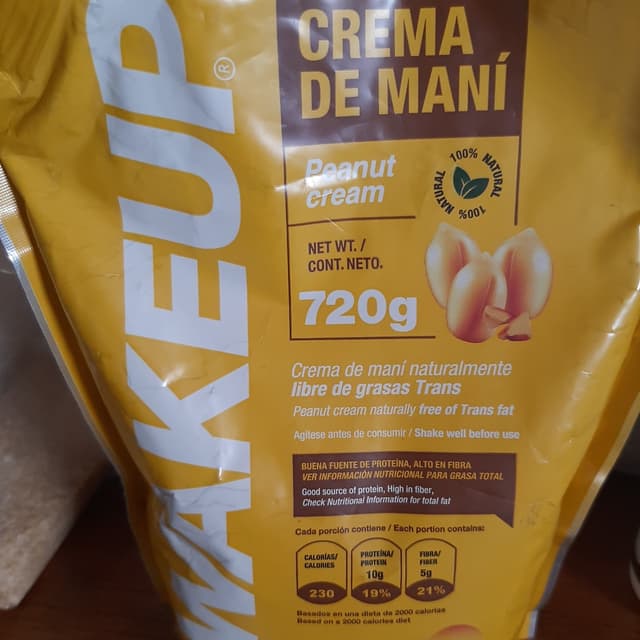 WAKEUP®
CREMA
DE MANÍ
Peanut
cream
100% NATURAL
100% NATURAL
NET WT. /
CONT. NETO.
720g
Crema de maní naturalmente
libre de grasas Trans
Peanut cream naturally free of Trans fat
Agítese antes de consumir / Shake well before use
BUENA FUENTE DE PROTEÍNA, ALTO EN FIBRA
VER INFORMACIÓN NUTRICIONAL PARA GRASA TOTAL
Good source of protein, High in fiber,
Check Nutritional Information for total fat
Cada porción contiene / Each portion contains:
CALORÍAS/
CALORIES
230
PROTEÍNA/
PROTEIN
10g
19%
FIBRA/
FIBER
5g
21%
Basados en una dieta de 2000 calorías
Based on a 2000 calories diet